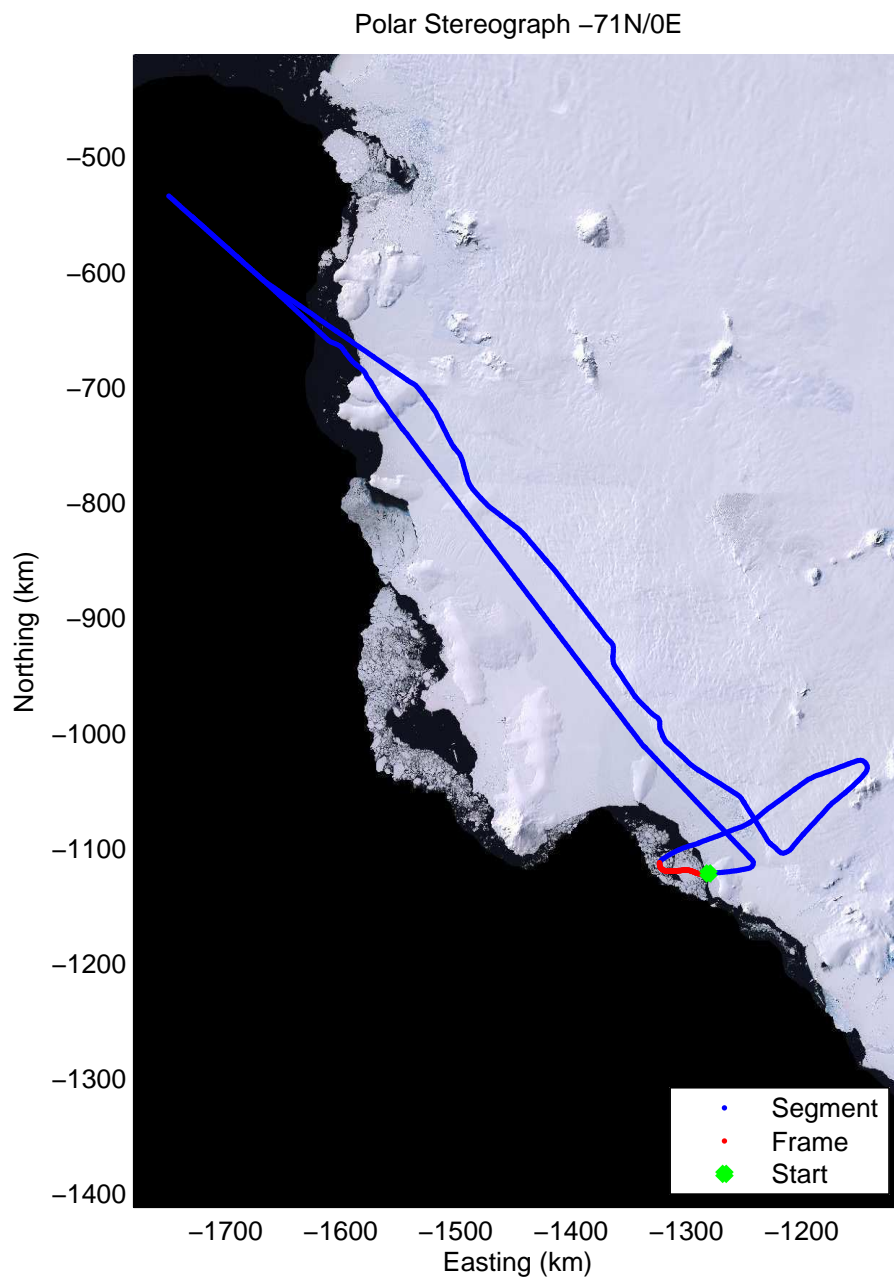 Polar Stereograph −71N/0E
−500
−600
−700
−800
−900
−1000
−1100
−1200
−1300
−1400
Northing (km)
Segment
Frame
Start
−1700 −1600 −1500 −1400 −1300 −1200
Easting (km)